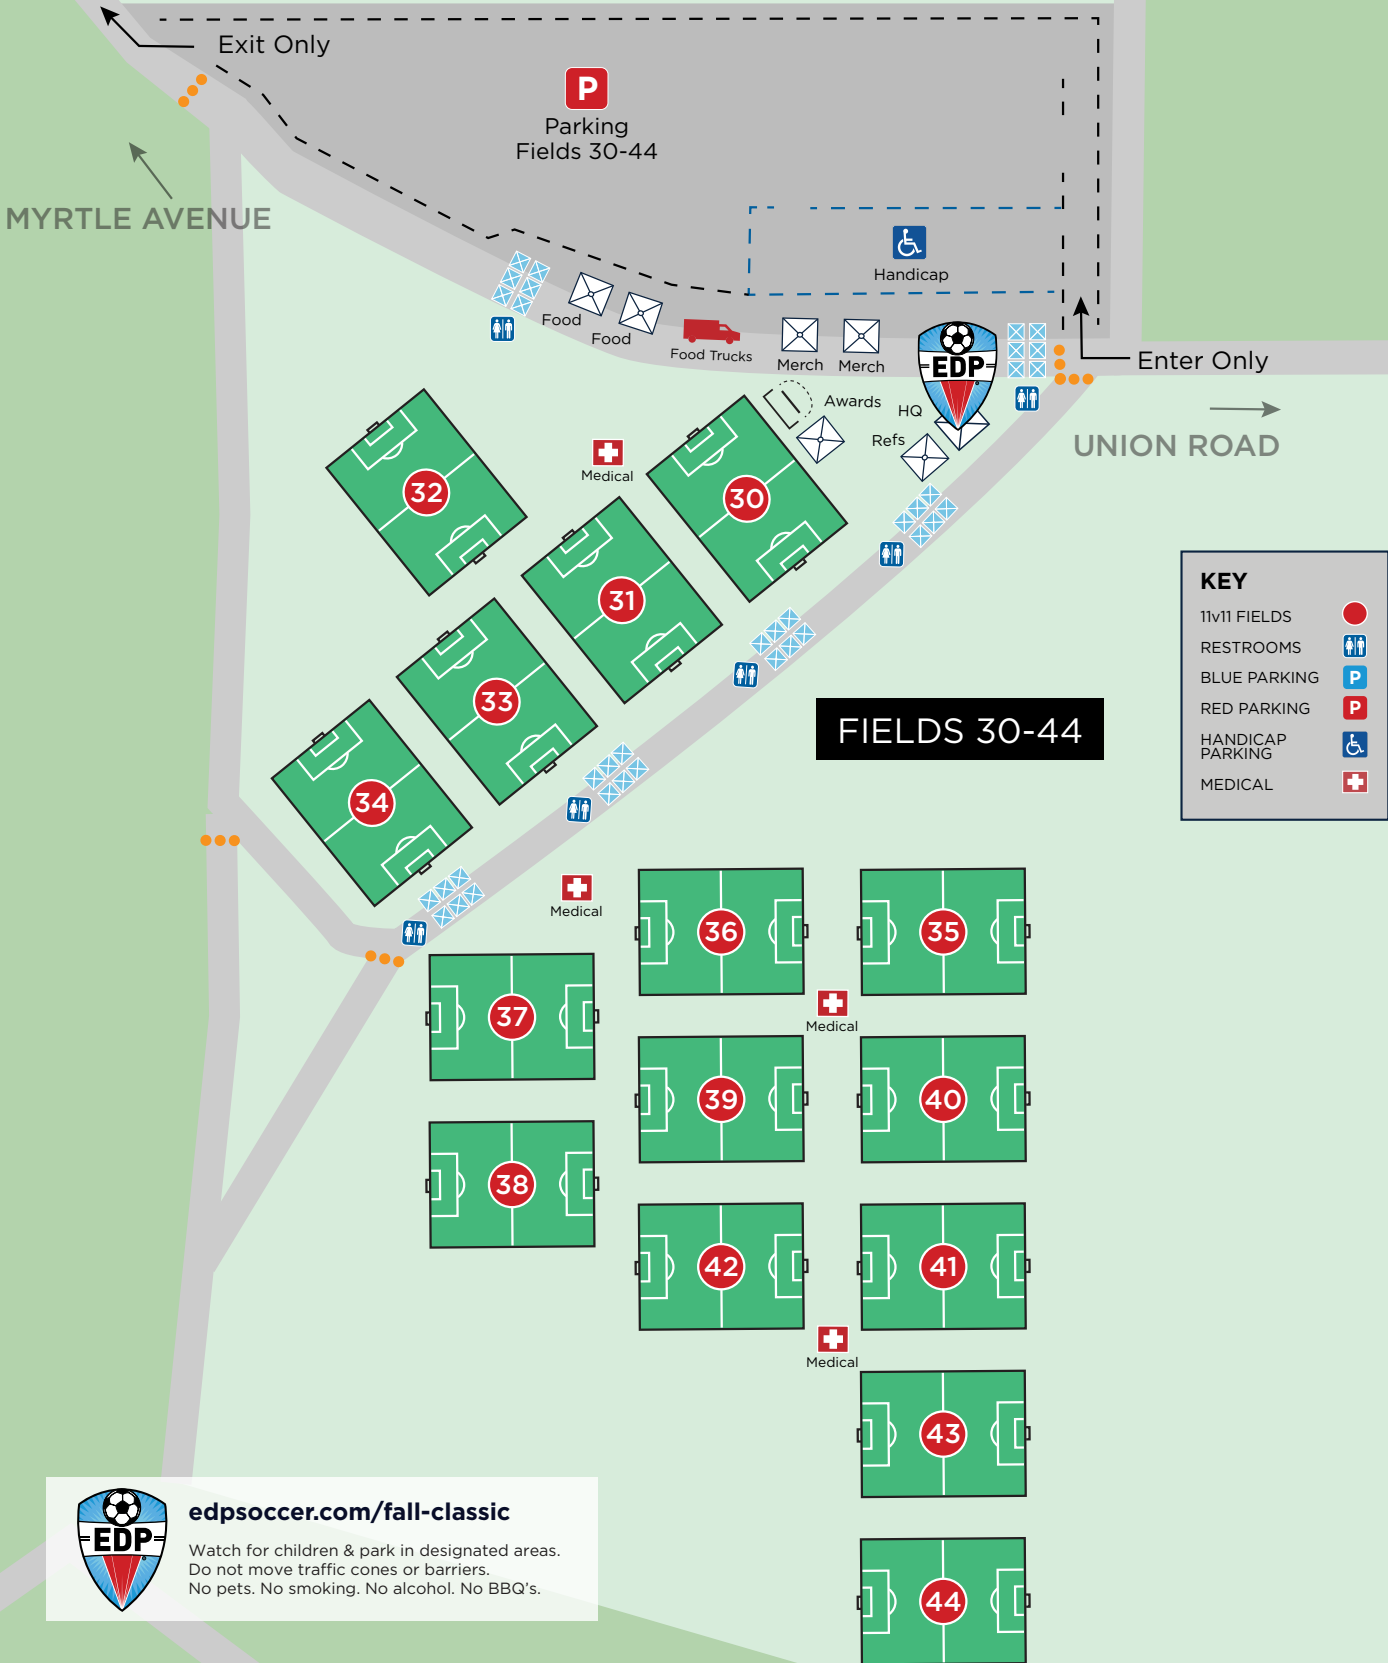 Exit Only
P
Parking
Fields 30-44
MYRTLE AVENUE
Handicap
Food
Food
Food Trucks
Merch
Merch
EDP
Enter Only
UNION ROAD
Awards
HQ
Refs
Medical
32
30
31
33
34
KEY
11v11 FIELDS
RESTROOMS
BLUE PARKING
P
RED PARKING
P
HANDICAP
PARKING
MEDICAL
FIELDS 30-44
Medical
36
35
37
Medical
39
40
38
42
41
Medical
43
44
EDP
edpsoccer.com/fall-classic
Watch for children & park in designated areas.
Do not move traffic cones or barriers.
No pets. No smoking. No alcohol. No BBQ's.